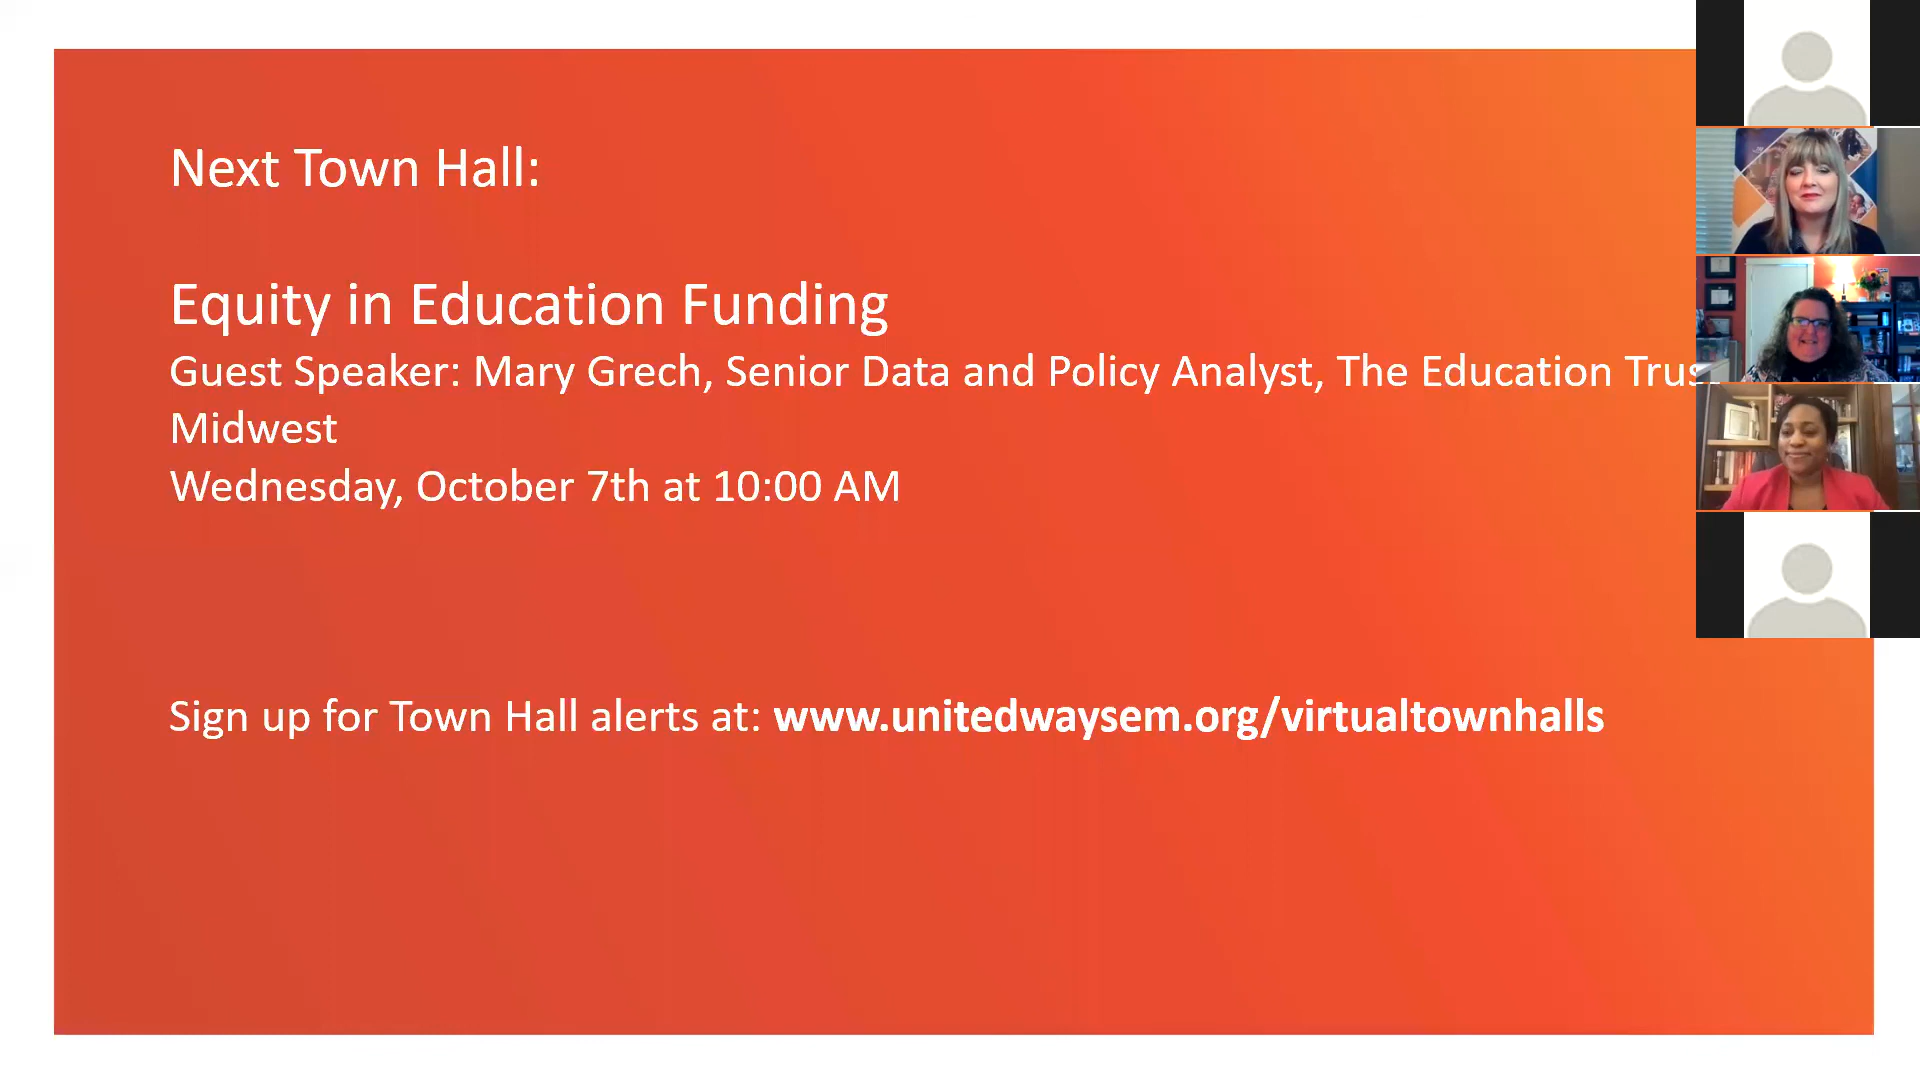 Next Town Hall:
Equity in Education Funding
Guest Speaker: Mary Grech, Senior Data and Policy Analyst, The Education
Midwest
Wednesday, October 7th at 10:00 AM
Sign up for Town Hall alerts at: www.unitedwaysem.org/virtualtownhalls